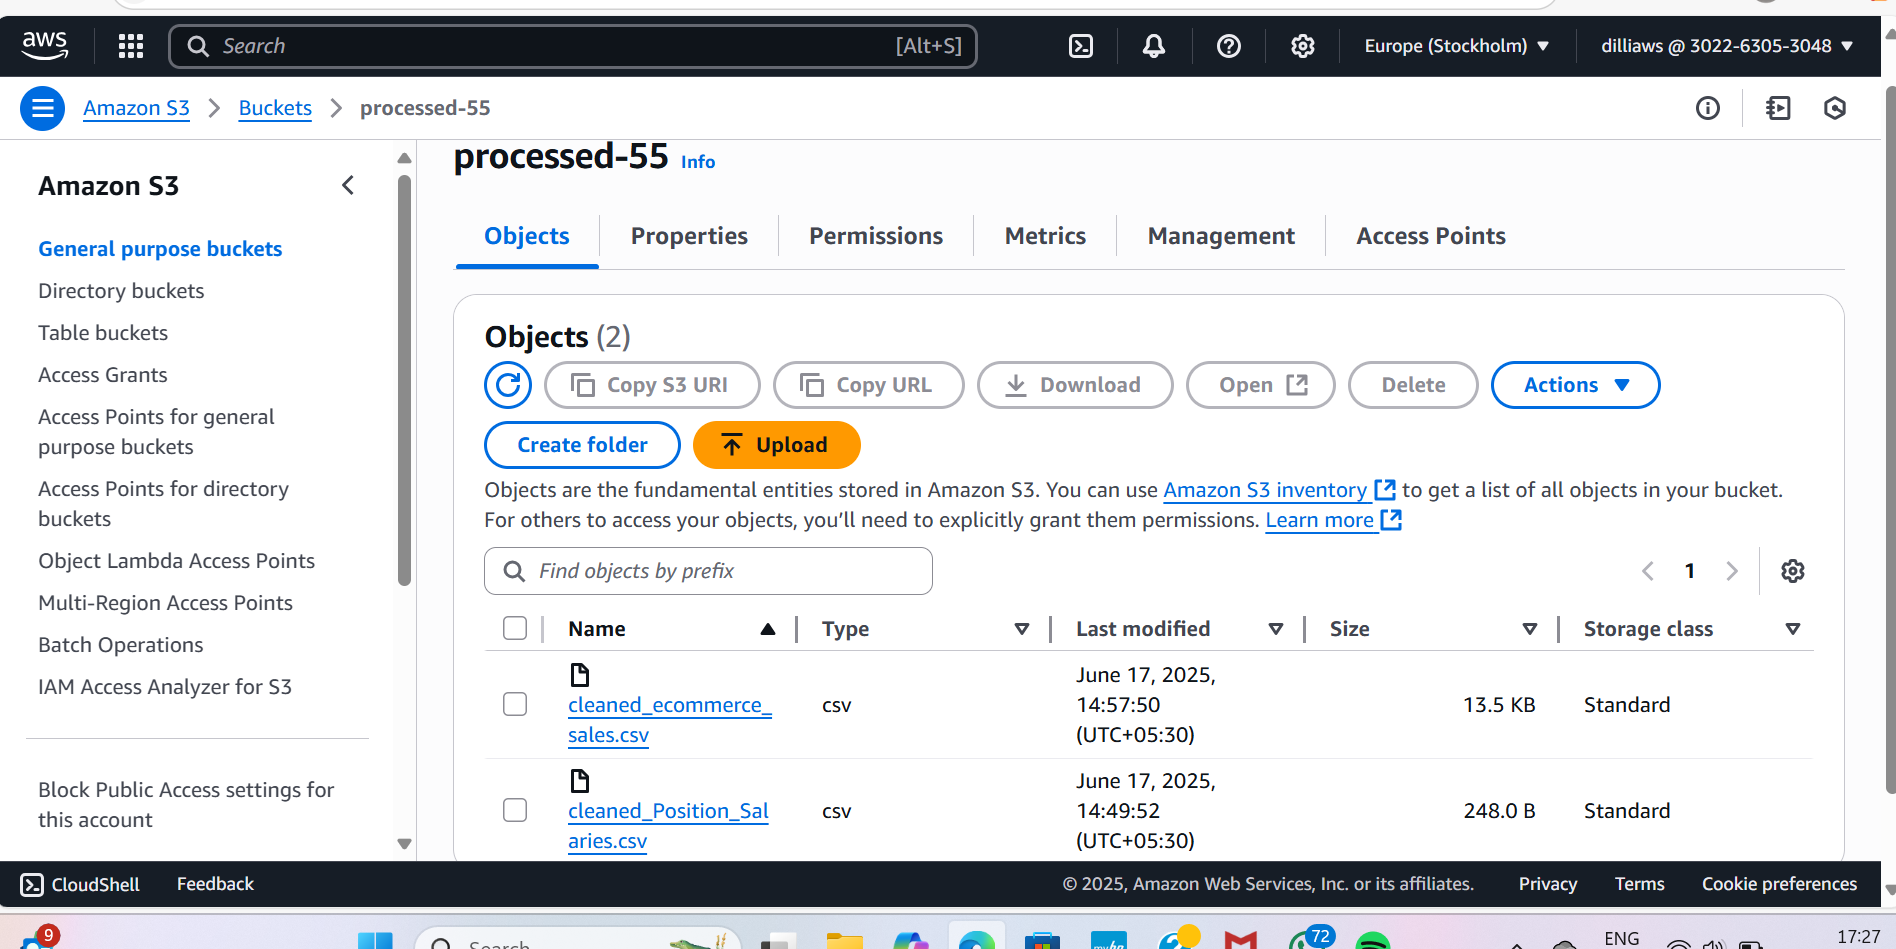 aws
Search
[Alt+S]
Europe (Stockholm)
dilliaws @ 3022-6305-3048
Amazon S3
Buckets
processed-55
Amazon S3
General purpose buckets
Directory buckets
Table buckets
Access Grants
Access Points for general
purpose buckets
Access Points for directory
buckets
Object Lambda Access Points
Multi-Region Access Points
Batch Operations
IAM Access Analyzer for S3
Block Public Access settings for
this account
processed-55 Info
Objects
Properties
Permissions
Metrics
Management
Access Points
Objects (2)
Copy S3 URI
Copy URL
Download
Open
Delete
Actions
Create folder
Upload
Objects are the fundamental entities stored in Amazon S3. You can use Amazon S3 inventory to get a list of all objects in your bucket.
For others to access your objects, you’ll need to explicitly grant them permissions. Learn more
Find objects by prefix
1
Name
Type
Last modified
Size
Storage class
cleaned_ecommerce_
sales.csv
csv
June 17, 2025,
14:57:50
(UTC+05:30)
13.5 KB
Standard
cleaned_Position_Sal
aries.csv
csv
June 17, 2025,
14:49:52
(UTC+05:30)
248.0 B
Standard
CloudShell
Feedback
© 2025, Amazon Web Services, Inc. or its affiliates.
Privacy
Terms
Cookie preferences
9
Search
72
ENG
17:27